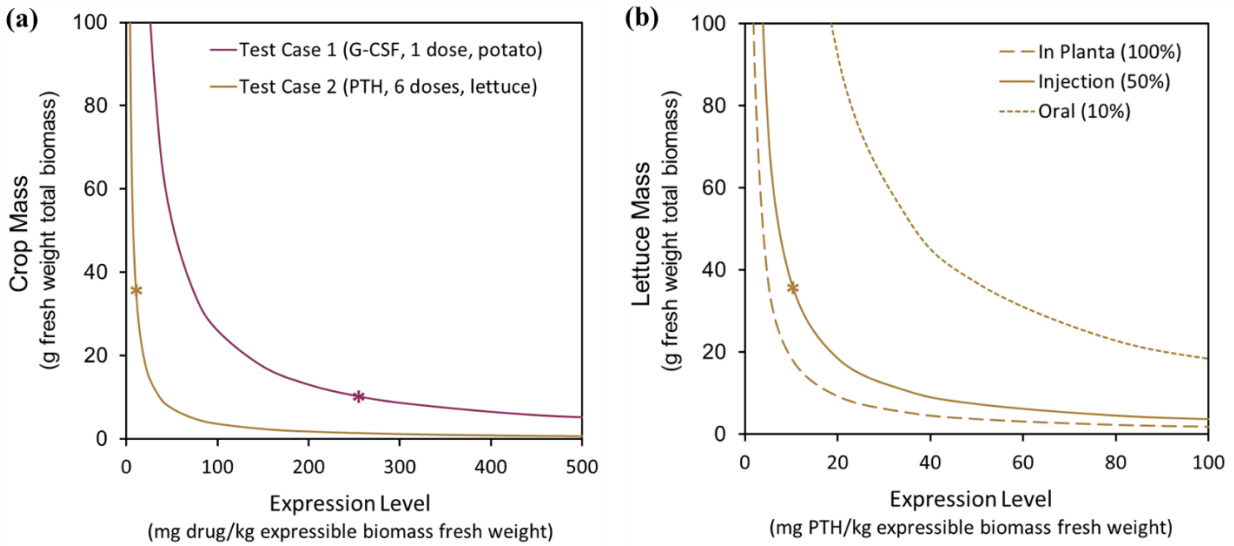 (a)
100
80
60
40
20
0
Crop Mass
(g fresh weight total biomass)
Test Case 1 (G-CSF, 1 dose, potato)
Test Case 2 (PTH, 6 doses, lettuce)
0 100 200 300 400 500
Expression Level
(mg drug/kg expressible biomass fresh weight)
(b)
100
80
60
40
20
0
Lettuce Mass
(g fresh weight total biomass)
In Planta (100%)
Injection (50%)
Oral (10%)
0 20 40 60 80 100
Expression Level
(mg PTH/kg expressible biomass fresh weight)